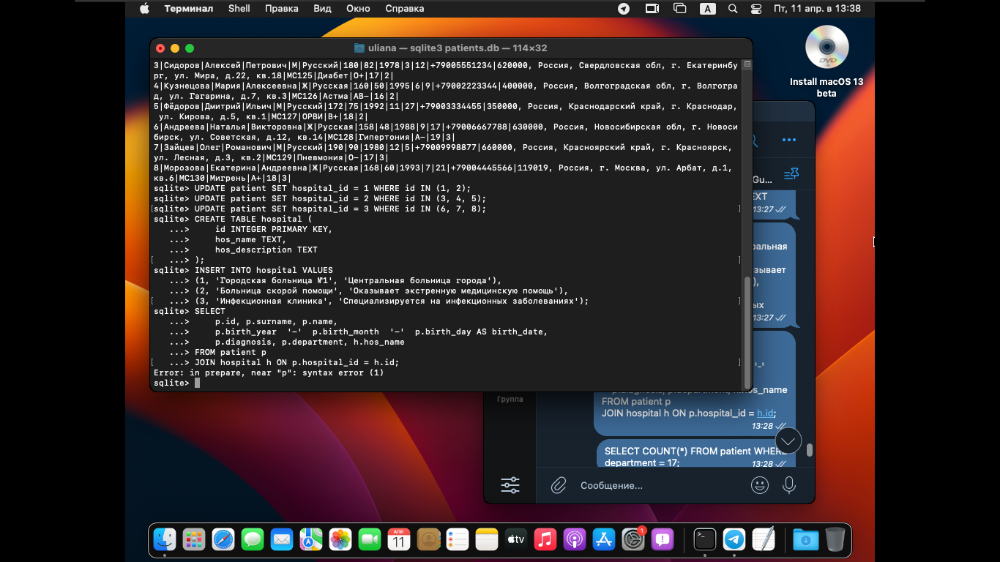 Терминал Shell Правка Вид Окно Справка A Пт, 11 апр. в 13:38
uliana — sqlite3 patients.db — 114×32
3|Сидоров|Алексей|Петрович|М|Русский|180|82|1978|3|12|+79005551234|620000, Россия, Свердловская обл, г. Екатеринбу
рг, ул. Мира, д.22, кв.18|МС125|Диабет|O+|17|2|
4|Кузнецова|Мария|Алексеевна|Ж|Русская|160|50|1995|6|9|+79002223344|400000, Россия, Волгоградская обл, г. Волгогра
д, ул. Гагарина, д.7, кв.3|МС126|Астма|AB-|16|2|
5|Фёдоров|Дмитрий|Ильич|М|Русский|172|75|1992|11|27|+79003334455|350000, Россия, Краснодарский край, г. Краснодар,
ул. Кирова, д.5, кв.1|МС127|ОРВИ|B+|18|2|
6|Андреева|Наталья|Викторовна|Ж|Русская|158|48|1988|9|17|+79006667788|630000, Россия, Новосибирская обл, г. Новоси
бирск, ул. Советская, д.12, кв.14|МС128|Гипертония|A-|19|3|
7|Зайцев|Олег|Романович|М|Русский|190|90|1980|12|5|+79009998877|660000, Россия, Красноярский край, г. Красноярск,
ул. Лесная, д.3, кв.2|МС129|Пневмония|O-|17|3|
8|Морозова|Екатерина|Андреевна|Ж|Русская|168|60|1993|7|21|+79004445566|119019, Россия, г. Москва, ул. Арбат, д.1,
кв.6|МС130|Мигрень|A+|18|3|
sqlite> UPDATE patient SET hospital_id = 1 WHERE id IN (1, 2);
sqlite> UPDATE patient SET hospital_id = 2 WHERE id IN (3, 4, 5);
[sqlite> UPDATE patient SET hospital_id = 3 WHERE id IN (6, 7, 8); ]
sqlite> CREATE TABLE hospital (
...> id INTEGER PRIMARY KEY,
...> hos_name TEXT,
...> hos_description TEXT
[ ...> ); ]
sqlite> INSERT INTO hospital VALUES
...> (1, 'Городская больница №1', 'Центральная больница города'),
...> (2, 'Больница скорой помощи', 'Оказывает экстренную медицинскую помощь'),
[ ...> (3, 'Инфекционная клиника', 'Специализируется на инфекционных заболеваниях'); ]
sqlite> SELECT
...> p.id, p.surname, p.name,
...> p.birth_year '-' p.birth_month '-' p.birth_day AS birth_date,
...> p.diagnosis, p.department, h.hos_name
...> FROM patient p
[ ...> JOIN hospital h ON p.hospital_id = h.id; ]
Error: in prepare, near "p": syntax error (1)
sqlite>
Install macOS 13
beta
Gu...
EXT
13:27
ральная
зывает
),
ых
13:27
'-'
os_name
FROM patient p
JOIN hospital h ON p.hospital_id = h.id;
13:28
SELECT COUNT(*) FROM patient WHERE
department = 17;
13:28
Группа
Сообщение...
АПР.
11
tv
1
DVD